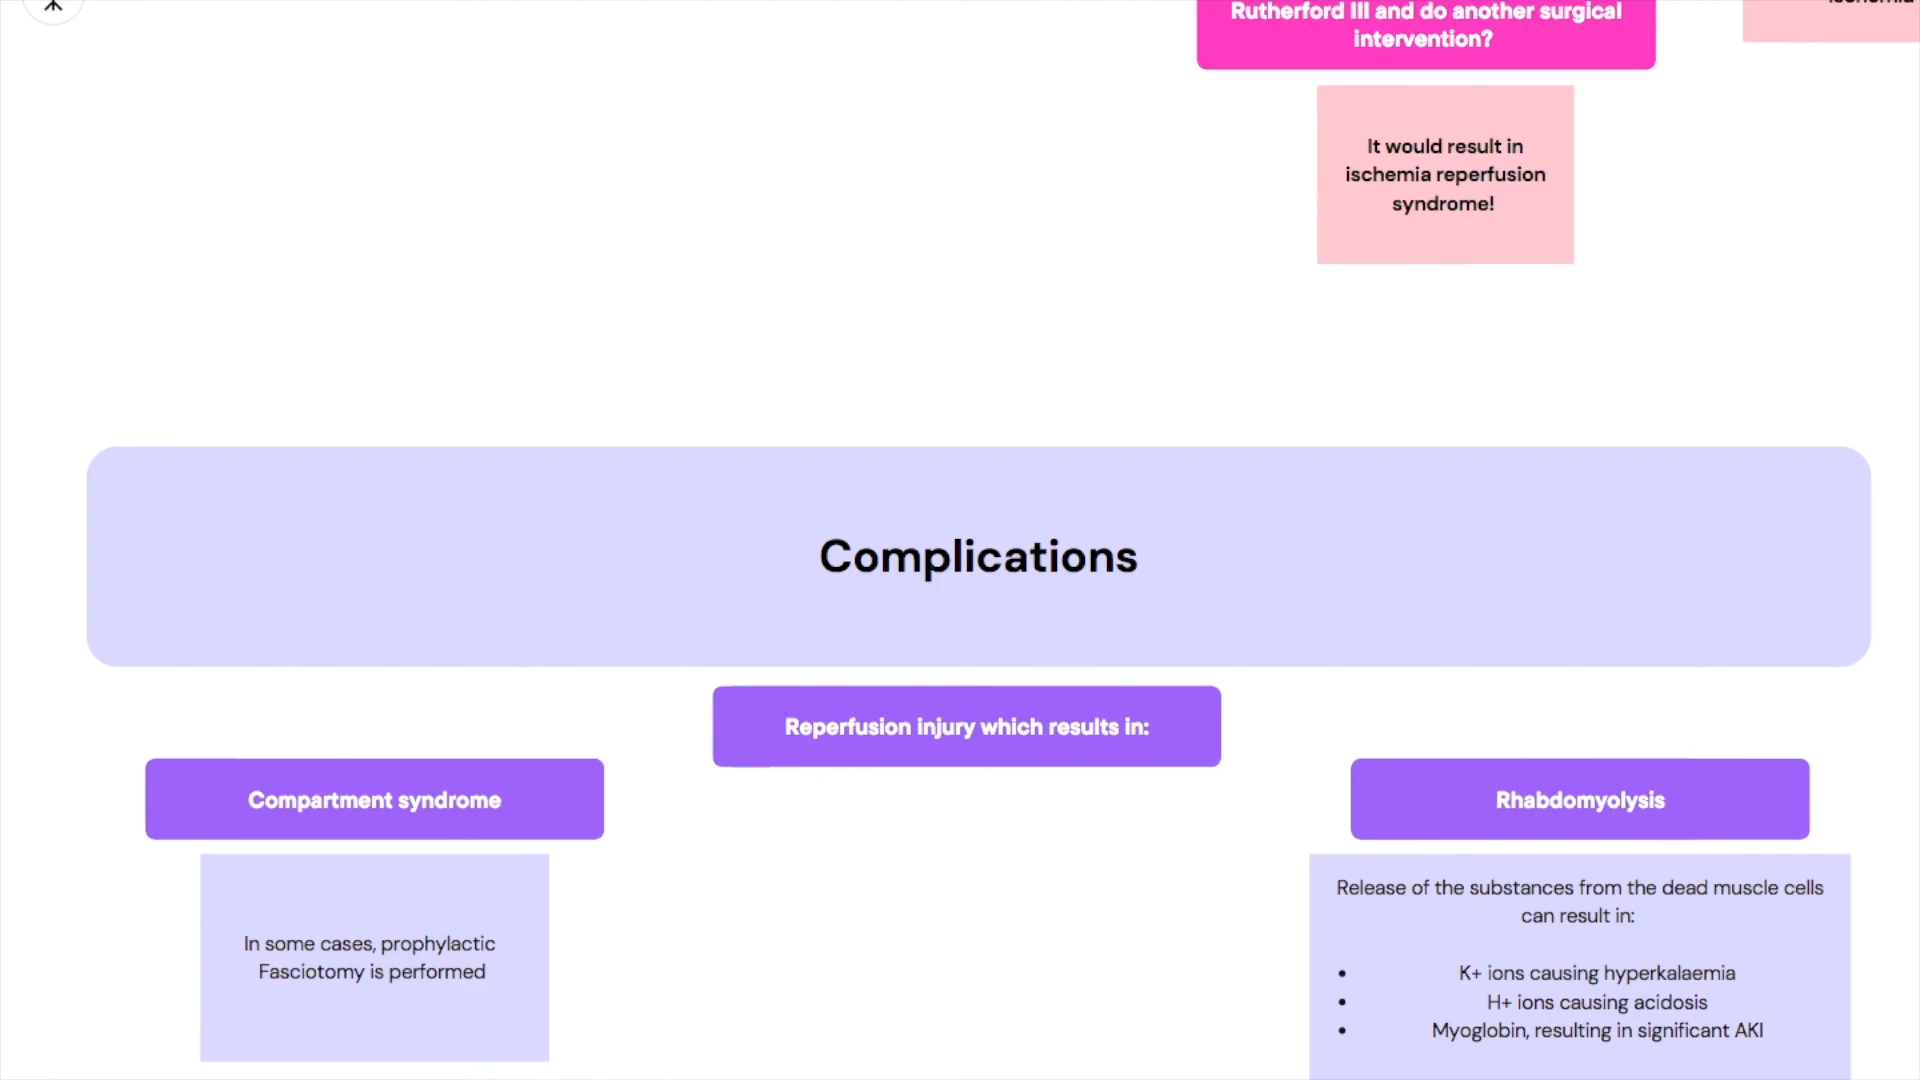 Rutherford III and do another surgical
intervention?
It would result in
ischemia reperfusion
syndrome!
Complications
Reperfusion injury which results in:
Compartment syndrome
In some cases, prophylactic
Fasciotomy is performed
Rhabdomyolysis
Release of the substances from the dead muscle cells
can result in:
• K+ ions causing hyperkalaemia
• H+ ions causing acidosis
• Myoglobin, resulting in significant AKI